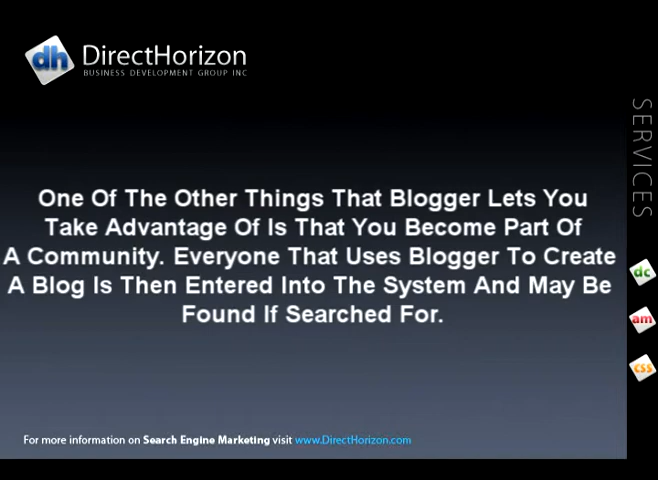 dh DirectHorizon
BUSINESS DEVELOPMENT GROUP INC
SERVICES
One Of The Other Things That Blogger Lets You
Take Advantage Of Is That You Become Part Of
A Community. Everyone That Uses Blogger To Create
A Blog Is Then Entered Into The System And May Be
Found If Searched For.
dc
am
css
For more information on Search Engine Marketing visit www.DirectHorizon.com